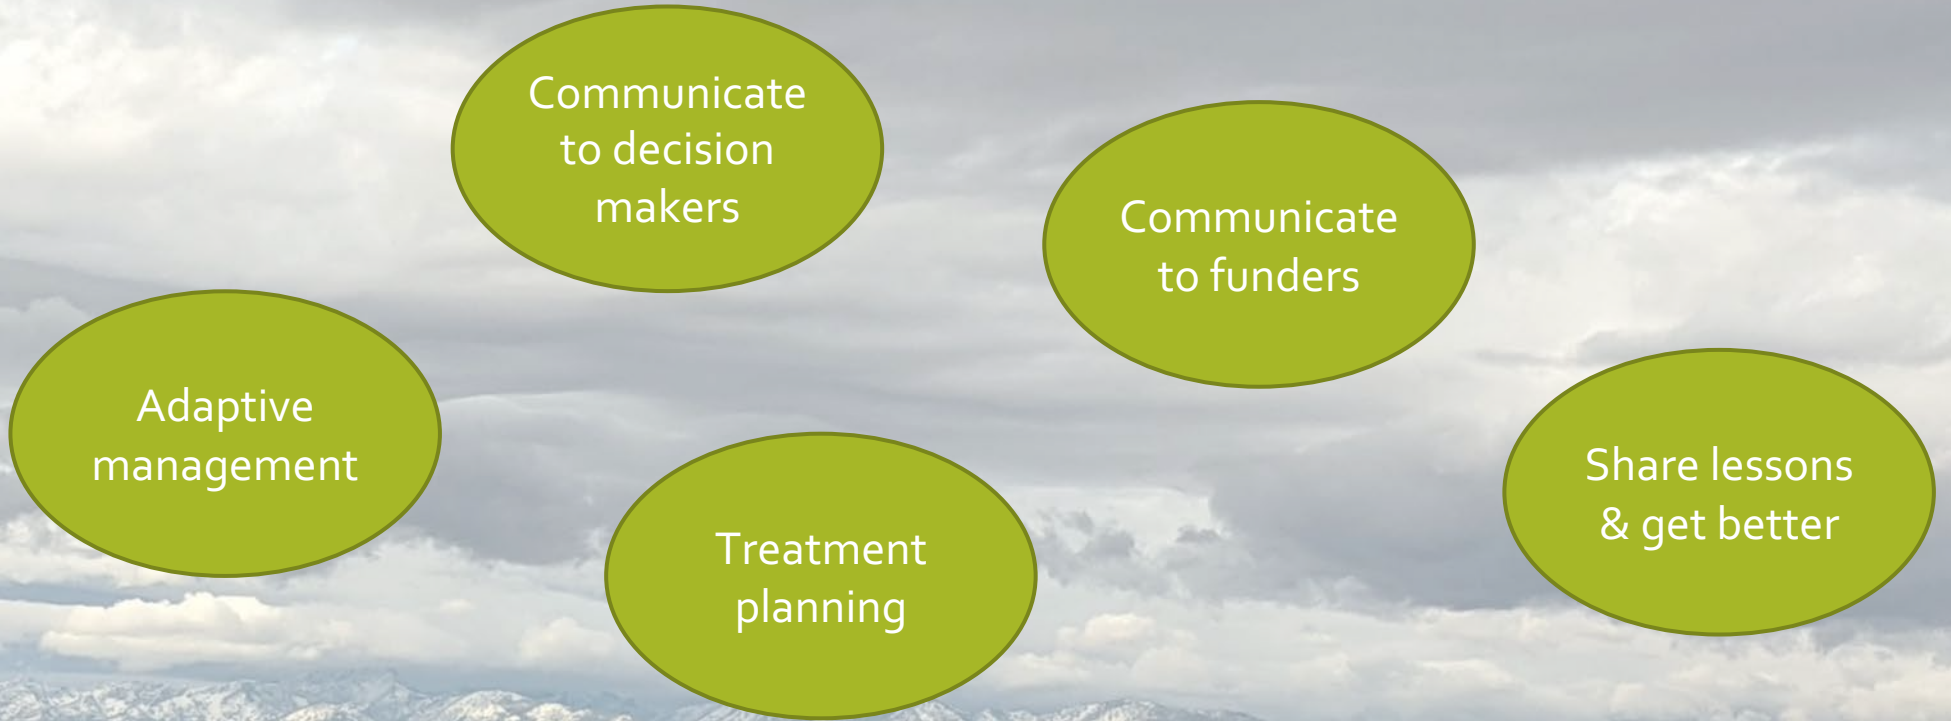 Communicate
to decision
makers
Communicate
to funders
Adaptive
management
Share lessons
& get better
Treatment
planning